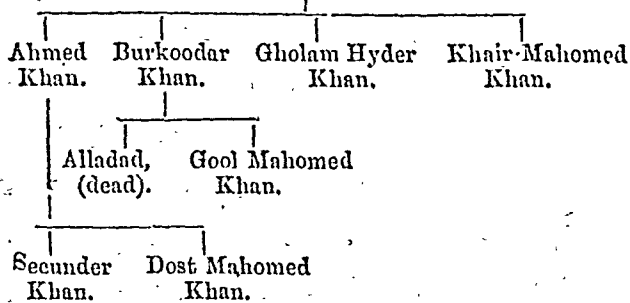 Ahmed Burkoodar Gholam Hyder Khair-Mahomed
Khan. Khan. Khan. Khan.
Alladad, Gool Mahomed
(dead). Khan.
Secunder Dost Mahomed
Khan. Khan.